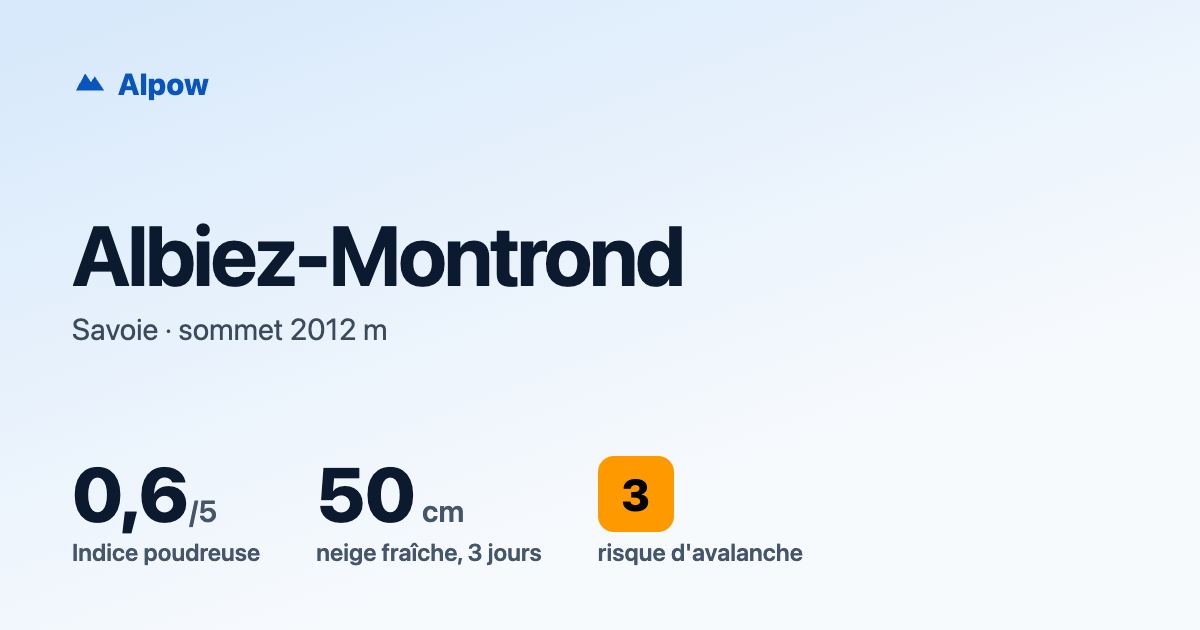 Alpow
Albiez-Montrond
Savoie · sommet 2012 m
0,6/5
Indice poudreuse
50 cm
neige fraîche, 3 jours
3
risque d'avalanche